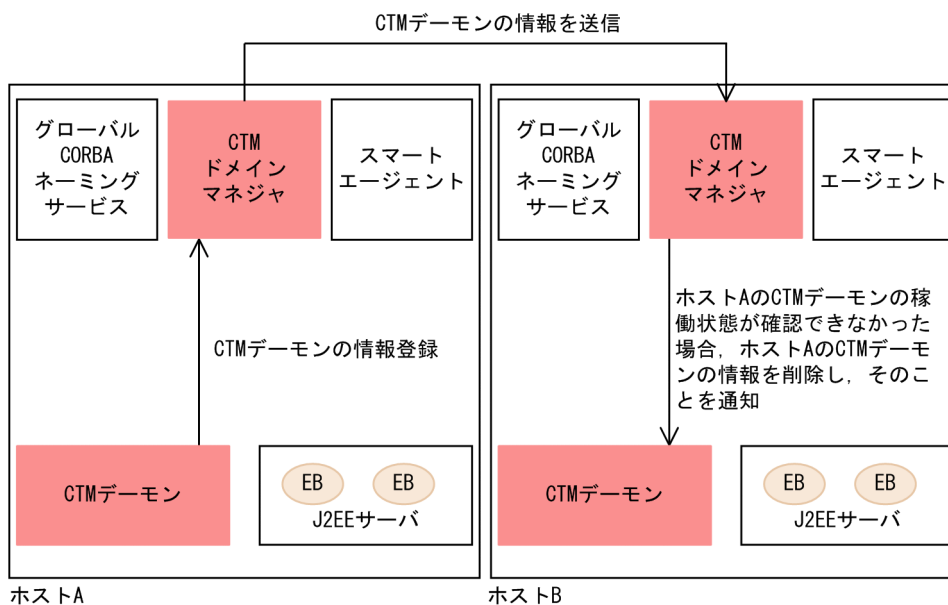 CTMデーモンの情報を送信
グローバル
CORBA
ネーミング
サービス
CTM
ドメイン
マネジャ
スマート
エージェント
CTMデーモンの情報登録
CTMデーモン
EB
EB
J2EEサーバ
ホストA
グローバル
CORBA
ネーミング
サービス
CTM
ドメイン
マネジャ
スマート
エージェント
ホストAのCTMデーモンの稼
働状態が確認できなかった
場合，ホストAのCTMデーモ
ンの情報を削除し，そのこ
とを通知
CTMデーモン
EB
EB
J2EEサーバ
ホストB